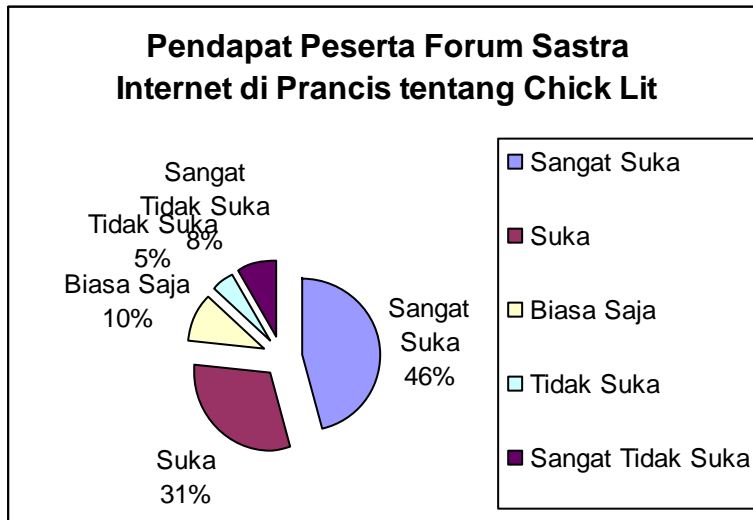 Pendapat Peserta Forum Sastra
Internet di Prancis tentang Chick Lit
Sangat
Tidak Suka
8%
Tidak Suka
5%
Biasa Saja
10%
Sangat
Suka
46%
Suka
31%
Sangat Suka
Suka
Biasa Saja
Tidak Suka
Sangat Tidak Suka